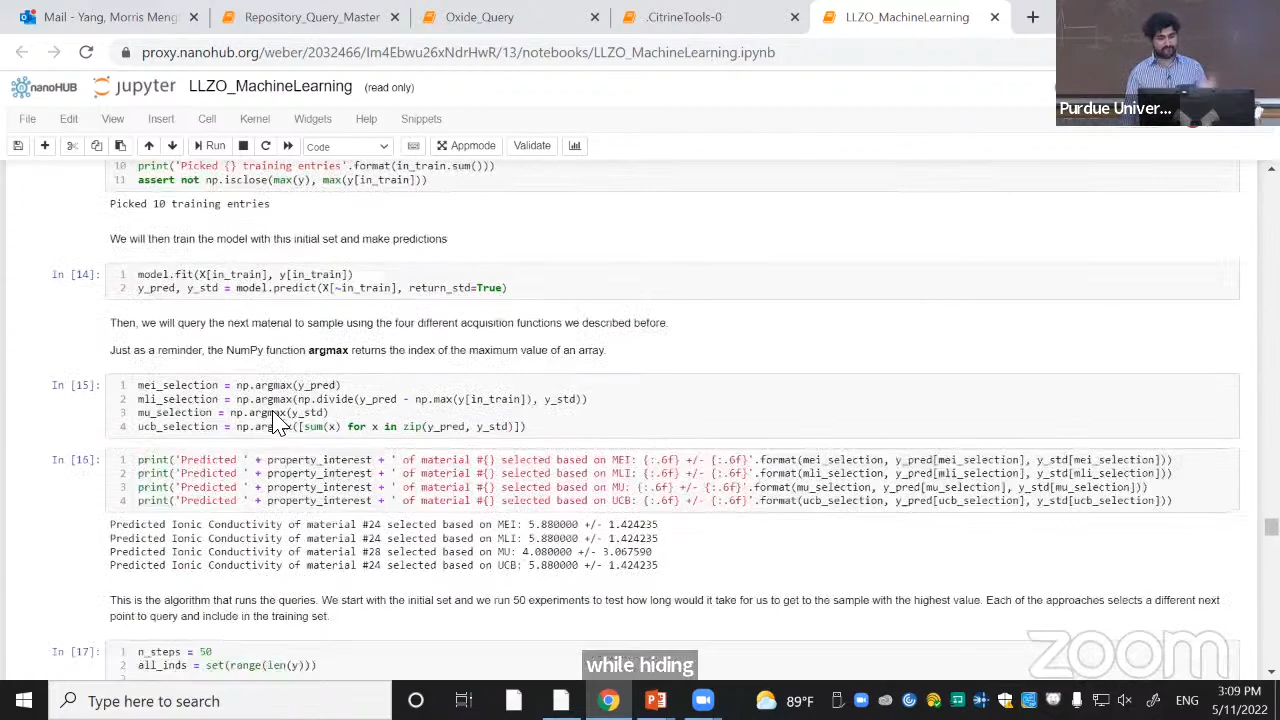 Mail - Yang, Morris Meng
Repository_Query_Master
Oxide_Query
.CitrineTools-0
LLZO_MachineLearning
proxy.nanohub.org/weber/2032466/Im4Ebwu26xNdrHwR/13/notebooks/LLZO_MachineLearning.ipynb
Purdue Univer...
nanoHUB jupyter LLZO_MachineLearning (read only)
File Edit View Insert Cell Kernel Widgets Help Snippets
Run Code Appmode Validate
10 print('Picked {} training entries'.format(in_train.sum()))
11 assert not np.isclose(max(y), max(y[in_train]))
Picked 10 training entries
We will then train the model with this initial set and make predictions
In [14]: 1 model.fit(X[in_train], y[in_train])
2 y_pred, y_std = model.predict(X[~in_train], return_std=True)
Then, we will query the next material to sample using the four different acquisition functions we described before.
Just as a reminder, the NumPy function argmax returns the index of the maximum value of an array.
In [15]: 1 mei_selection = np.argmax(y_pred)
2 mli_selection = np.argmax(np.divide(y_pred - np.max(y[in_train]), y_std))
3 mu_selection = np.argmax(y_std)
4 ucb_selection = np.argmax([sum(x) for x in zip(y_pred, y_std)])
In [16]: 1 print('Predicted ' + property_interest + ' of material #{} selected based on MEI: {:.6f} +/- {:.6f}'.format(mei_selection, y_pred[mei_selection], y_std[mei_selection]))
2 print('Predicted ' + property_interest + ' of material #{} selected based on MLI: {:.6f} +/- {:.6f}'.format(mli_selection, y_pred[mli_selection], y_std[mli_selection]))
3 print('Predicted ' + property_interest + ' of material #{} selected based on MU: {:.6f} +/- {:.6f}'.format(mu_selection, y_pred[mu_selection], y_std[mu_selection]))
4 print('Predicted ' + property_interest + ' of material #{} selected based on UCB: {:.6f} +/- {:.6f}'.format(ucb_selection, y_pred[ucb_selection], y_std[ucb_selection]))
Predicted Ionic Conductivity of material #24 selected based on MEI: 5.880000 +/- 1.424235
Predicted Ionic Conductivity of material #24 selected based on MLI: 5.880000 +/- 1.424235
Predicted Ionic Conductivity of material #28 selected based on MU: 4.080000 +/- 3.067590
Predicted Ionic Conductivity of material #24 selected based on UCB: 5.880000 +/- 1.424235
This is the algorithm that runs the queries. We start with the initial set and we run 50 experiments to test how long would it take for us to get to the sample with the highest value. Each of the approaches selects a different next
point to query and include in the training set.
In [17]: 1 n_steps = 50
2 all_inds = set(range(len(y)))
zoom
while hiding
Type here to search
89°F
ENG
3:09 PM
5/11/2022